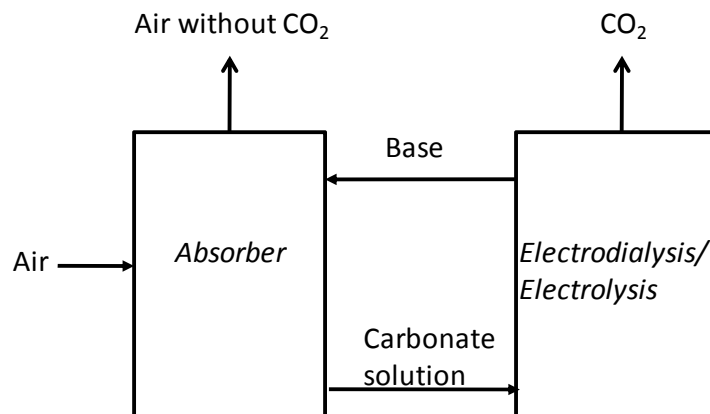 Air without CO₂
CO₂
Base
Air
Absorber
Electrodialysis/
Electrolysis
Carbonate
solution